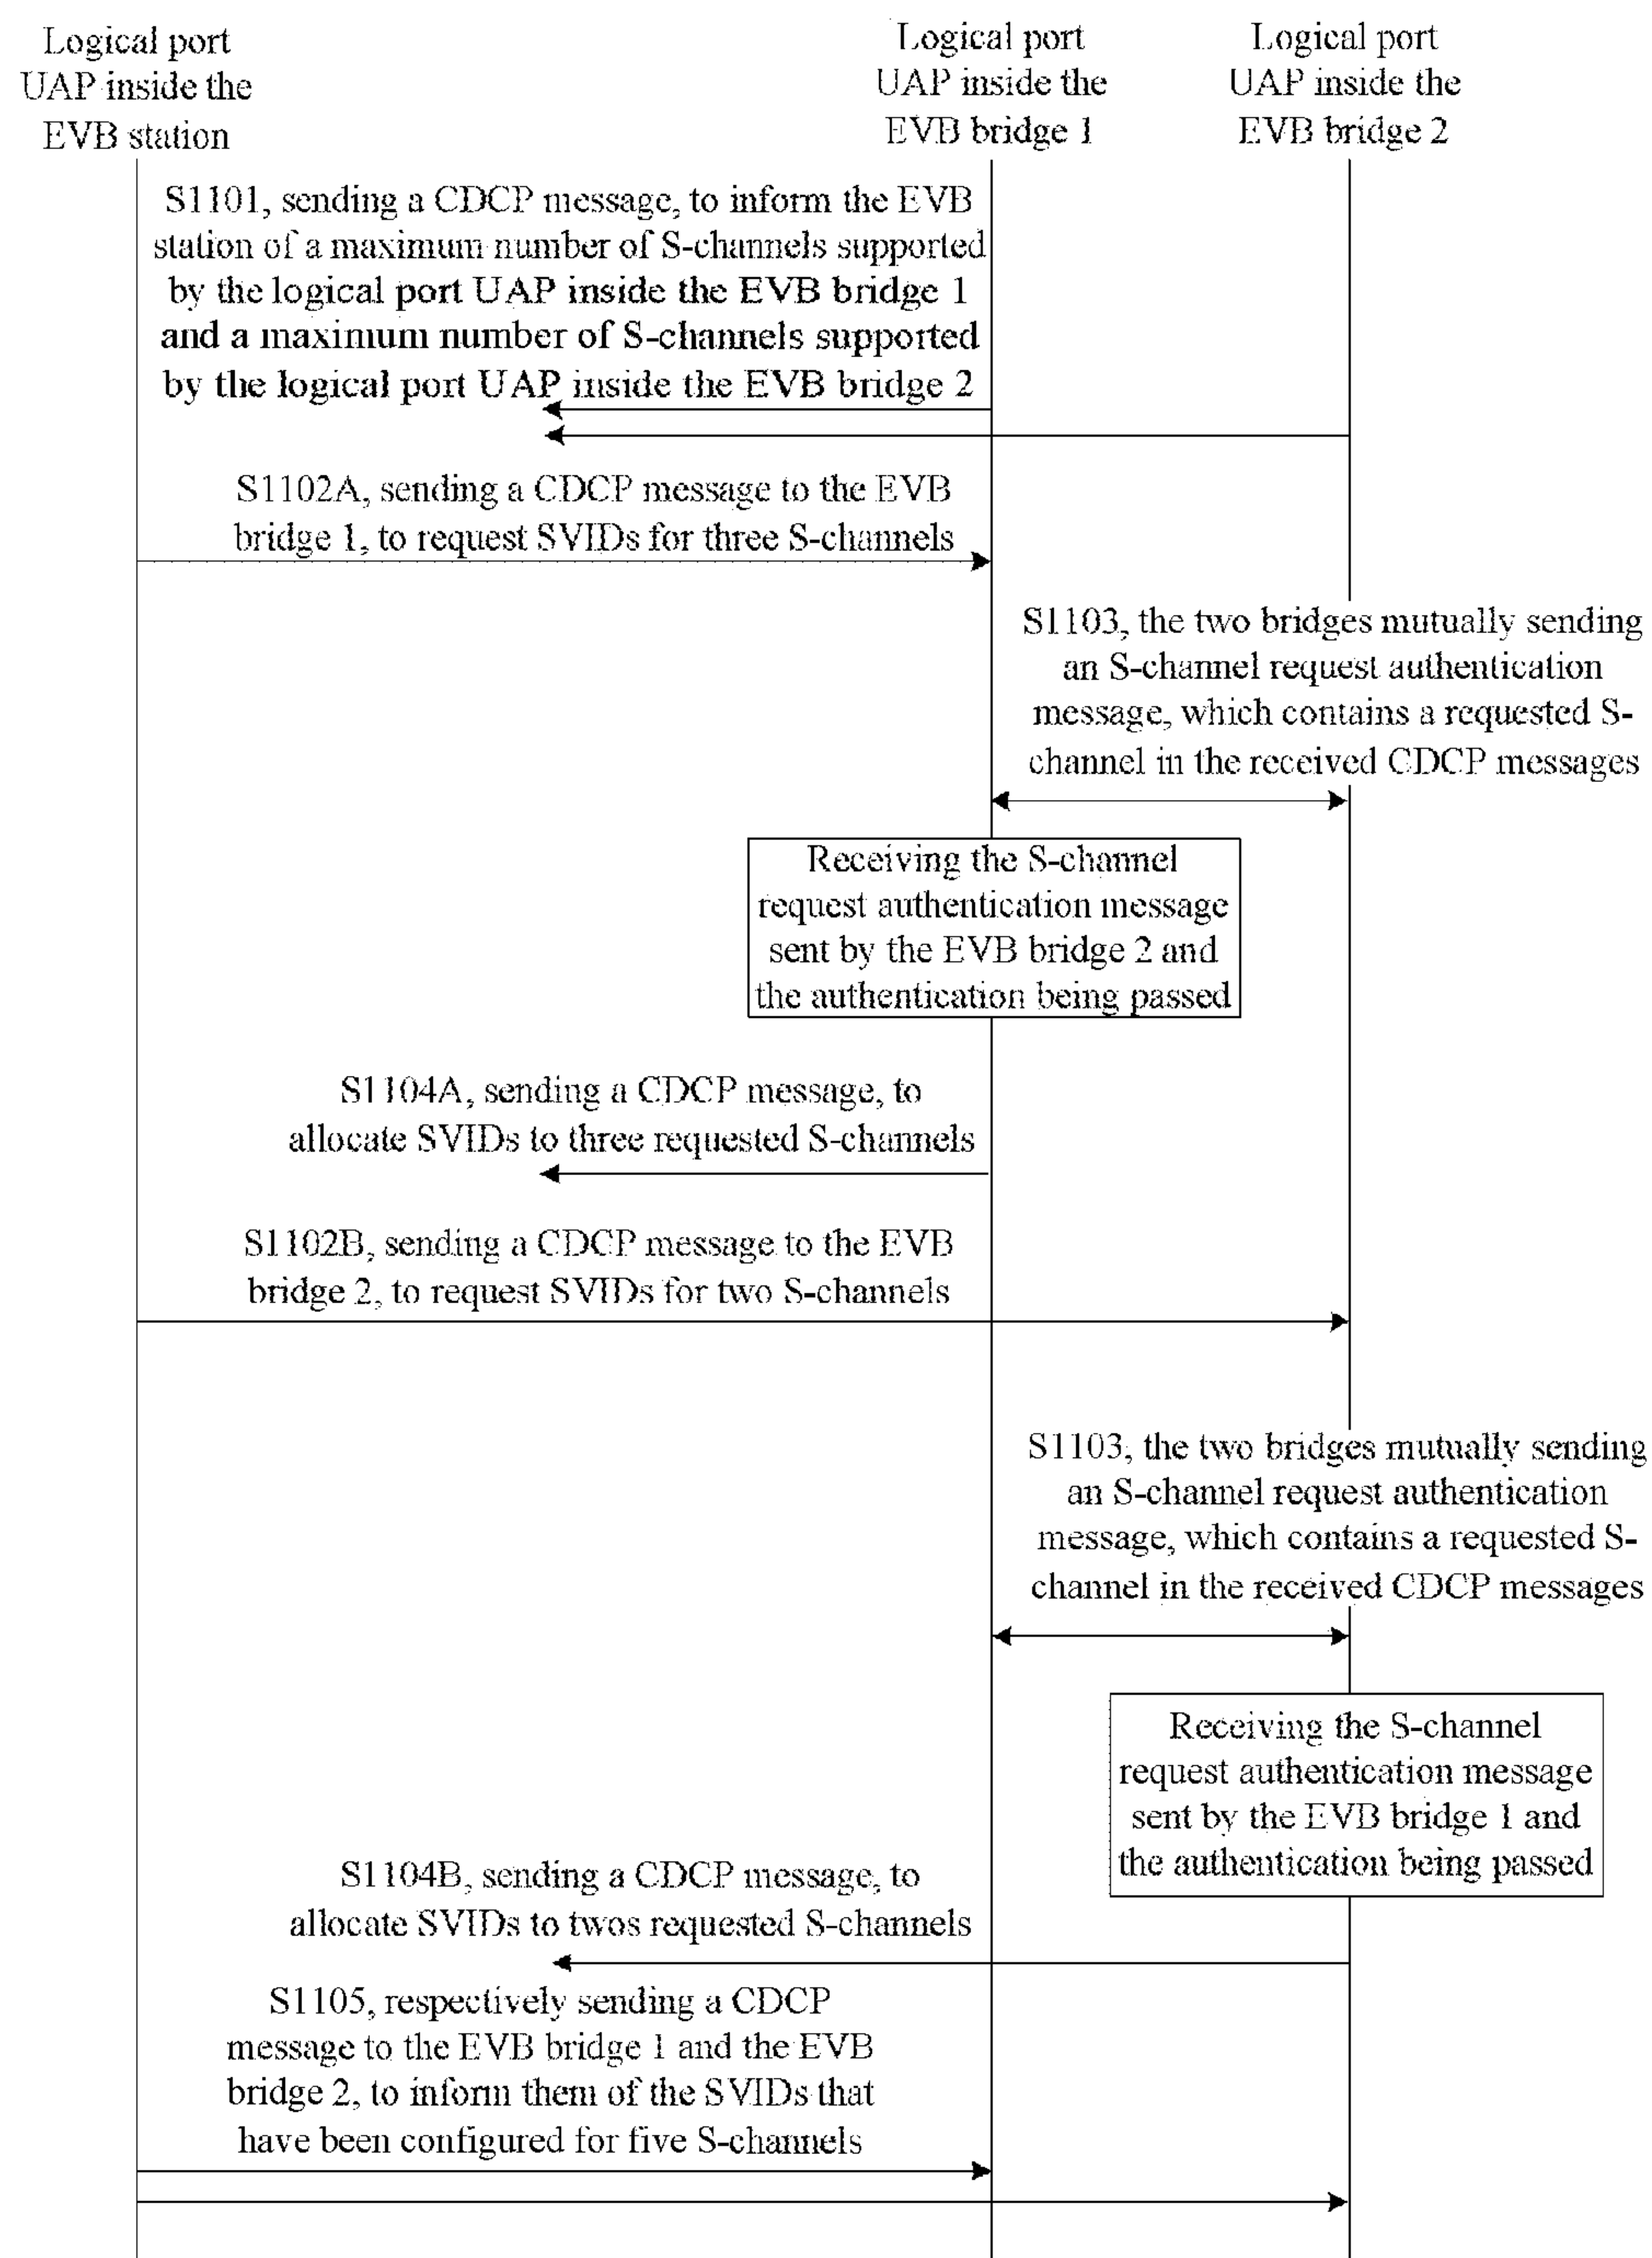 Logical port
UAP inside the
EVB station
Logical port
UAP inside the
EVB bridge 1
Logical port
UAP inside the
EVB bridge 2
S1101, sending a CDCP message, to inform the EVB
station of a maximum number of S-channels supported
by the logical port UAP inside the EVB bridge 1
and a maximum number of S-channels supported
by the logical port UAP inside the EVB bridge 2
S1102A, sending a CDCP message to the EVB
bridge 1, to request SVIDs for three S-channels
S1103, the two bridges mutually sending
an S-channel request authentication
message, which contains a requested S-
channel in the received CDCP messages
Receiving the S-channel
request authentication message
sent by the EVB bridge 2 and
the authentication being passed
S1104A, sending a CDCP message, to
allocate SVIDs to three requested S-channels
S1102B, sending a CDCP message to the EVB
bridge 2, to request SVIDs for two S-channels
S1103, the two bridges mutually sending
an S-channel request authentication
message, which contains a requested S-
channel in the received CDCP messages
Receiving the S-channel
request authentication message
sent by the EVB bridge 1 and
the authentication being passed
S1104B, sending a CDCP message, to
allocate SVIDs to twos requested S-channels
S1105, respectively sending a CDCP
message to the EVB bridge 1 and the EVB
bridge 2, to inform them of the SVIDs that
have been configured for five S-channels